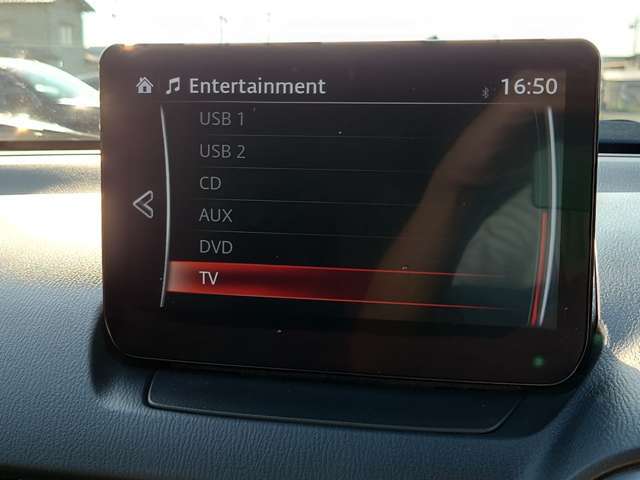 Entertainment 16:50
USB 1
USB 2
CD
AUX
DVD
TV